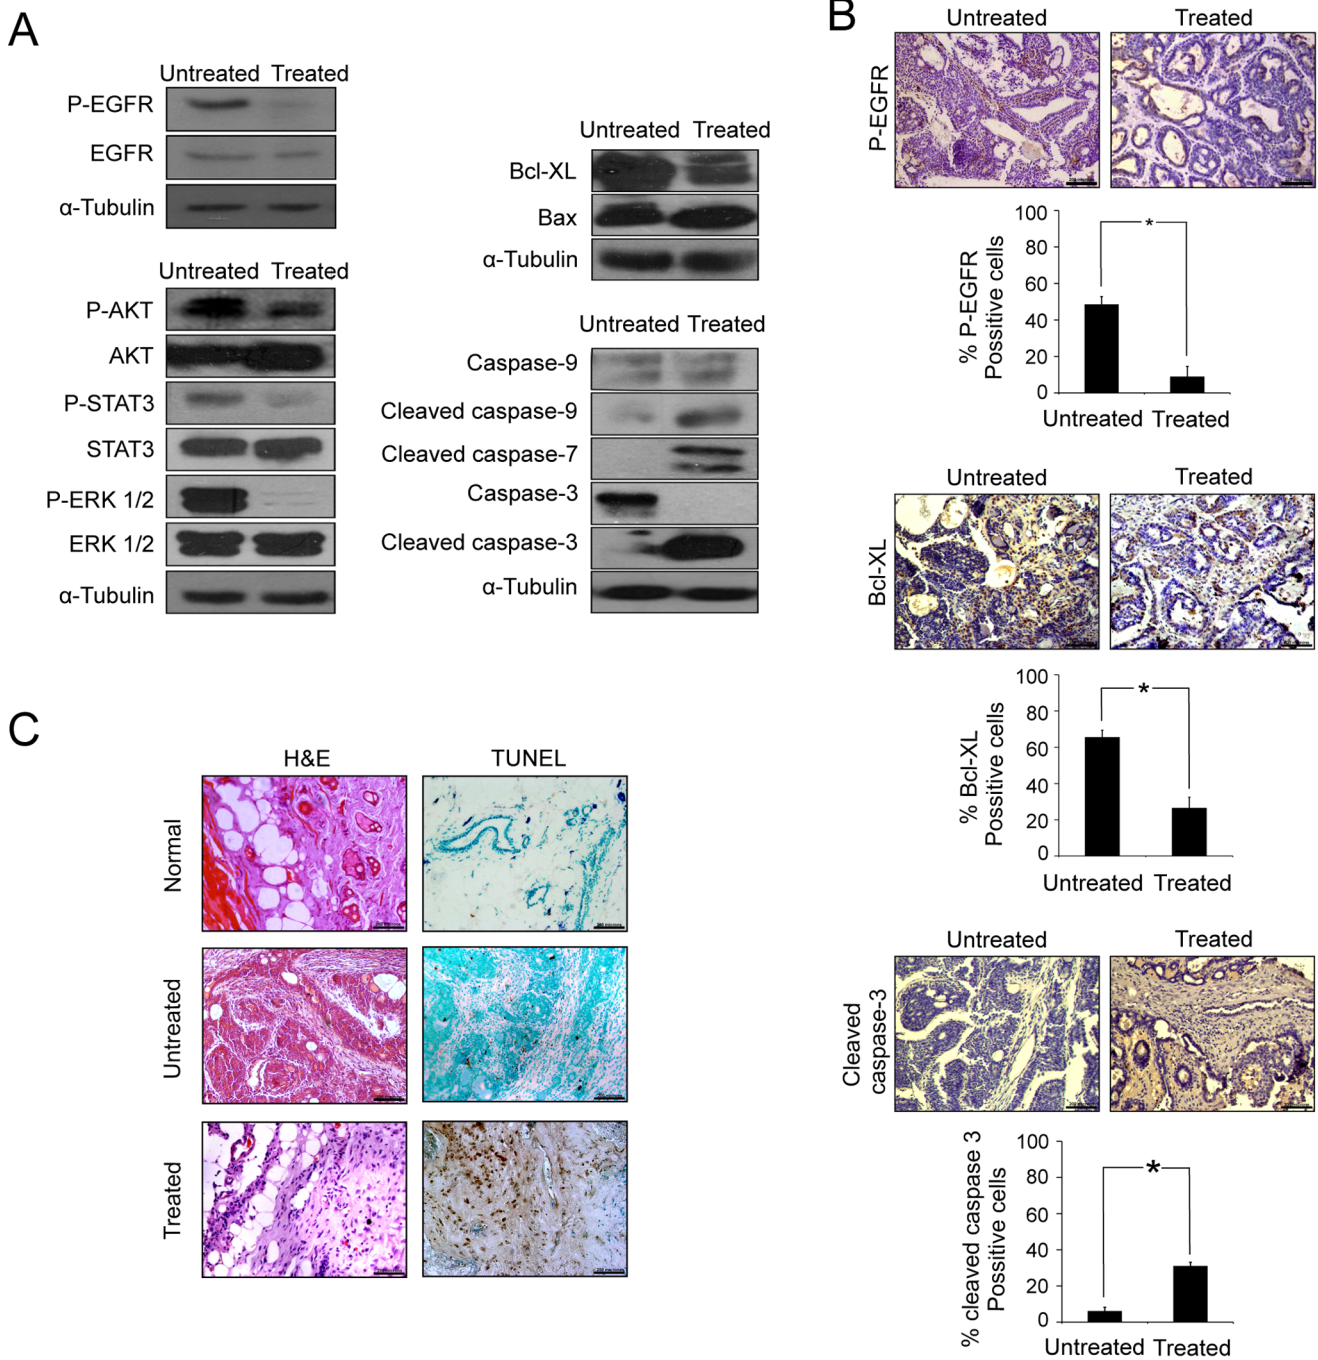 A
Untreated Treated
P-EGFR
EGFR
α-Tubulin
Untreated Treated
P-AKT
AKT
P-STAT3
STAT3
P-ERK 1/2
ERK 1/2
α-Tubulin
Untreated Treated
Bcl-XL
Bax
α-Tubulin
Untreated Treated
Caspase-9
Cleaved caspase-9
Cleaved caspase-7
Caspase-3
Cleaved caspase-3
α-Tubulin
B
Untreated Treated
P-EGFR
% P-EGFR
Possitive cells
100
80
60
40
20
0
*
Untreated Treated
Untreated Treated
Bcl-XL
% Bcl-XL
Possitive cells
100
80
60
40
20
0
*
Untreated Treated
Untreated Treated
Cleaved
caspase-3
% cleaved caspase 3
Possitive cells
100
80
60
40
20
0
*
Untreated Treated
C
H&E TUNEL
Normal
Untreated
Treated